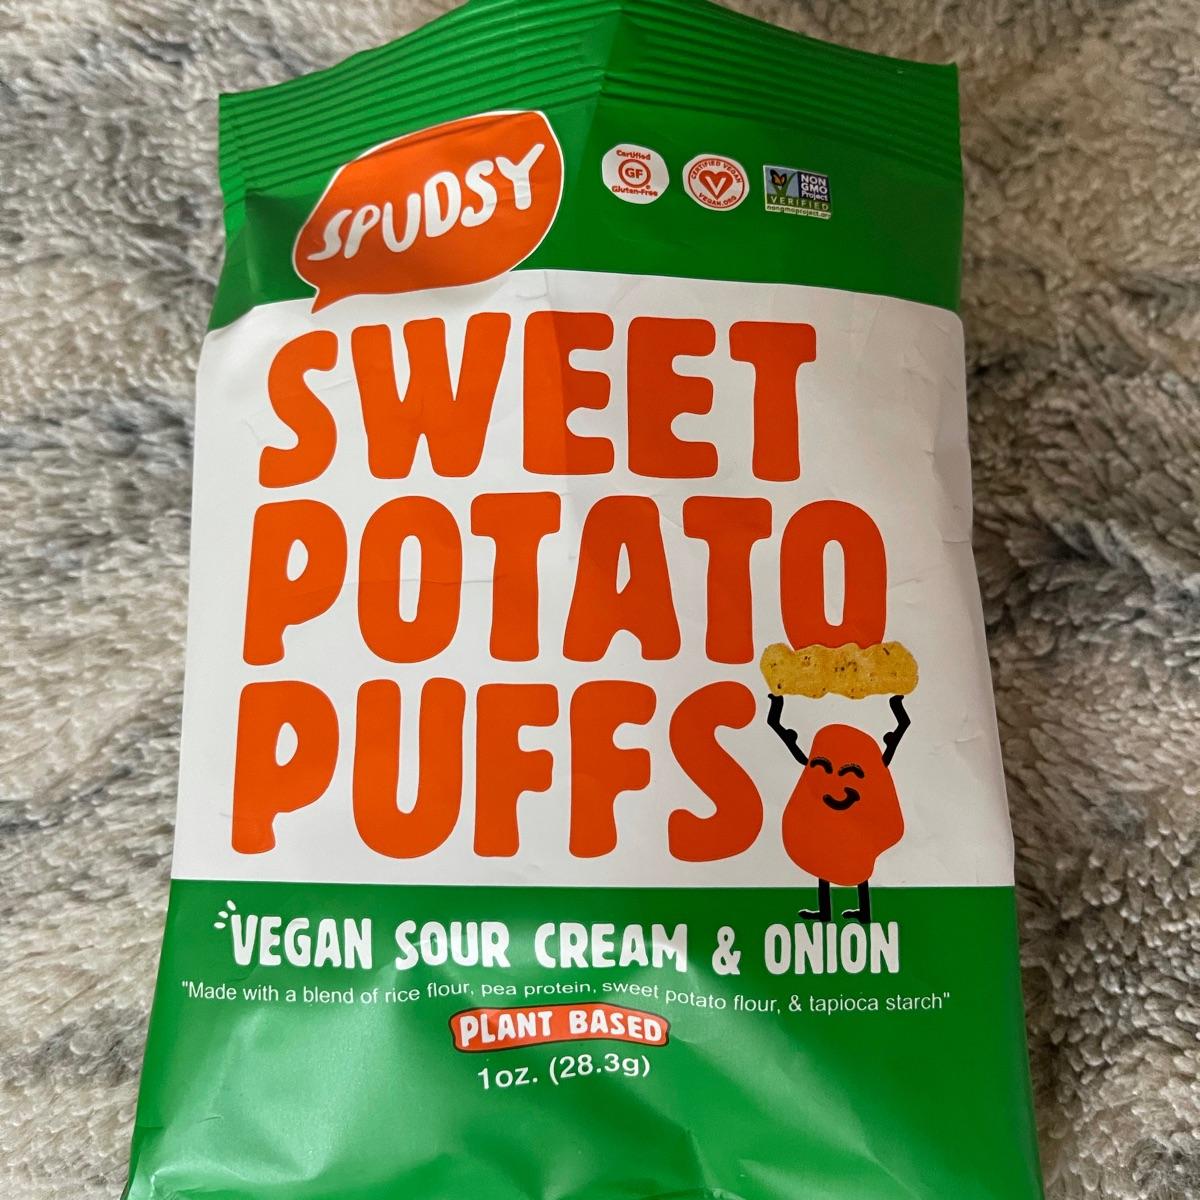 SPUDSY
Certified
GF
Gluten-Free
CERTIFIED VEGAN
VEGAN.ORG
NON
GMO
Project
VERIFIED
nongmoproject.or
SWEET
POTATO
PUFFS
VEGAN SOUR CREAM & ONION
"Made with a blend of rice flour, pea protein, sweet potato flour, & tapioca starch"
PLANT BASED
1oz. (28.3g)